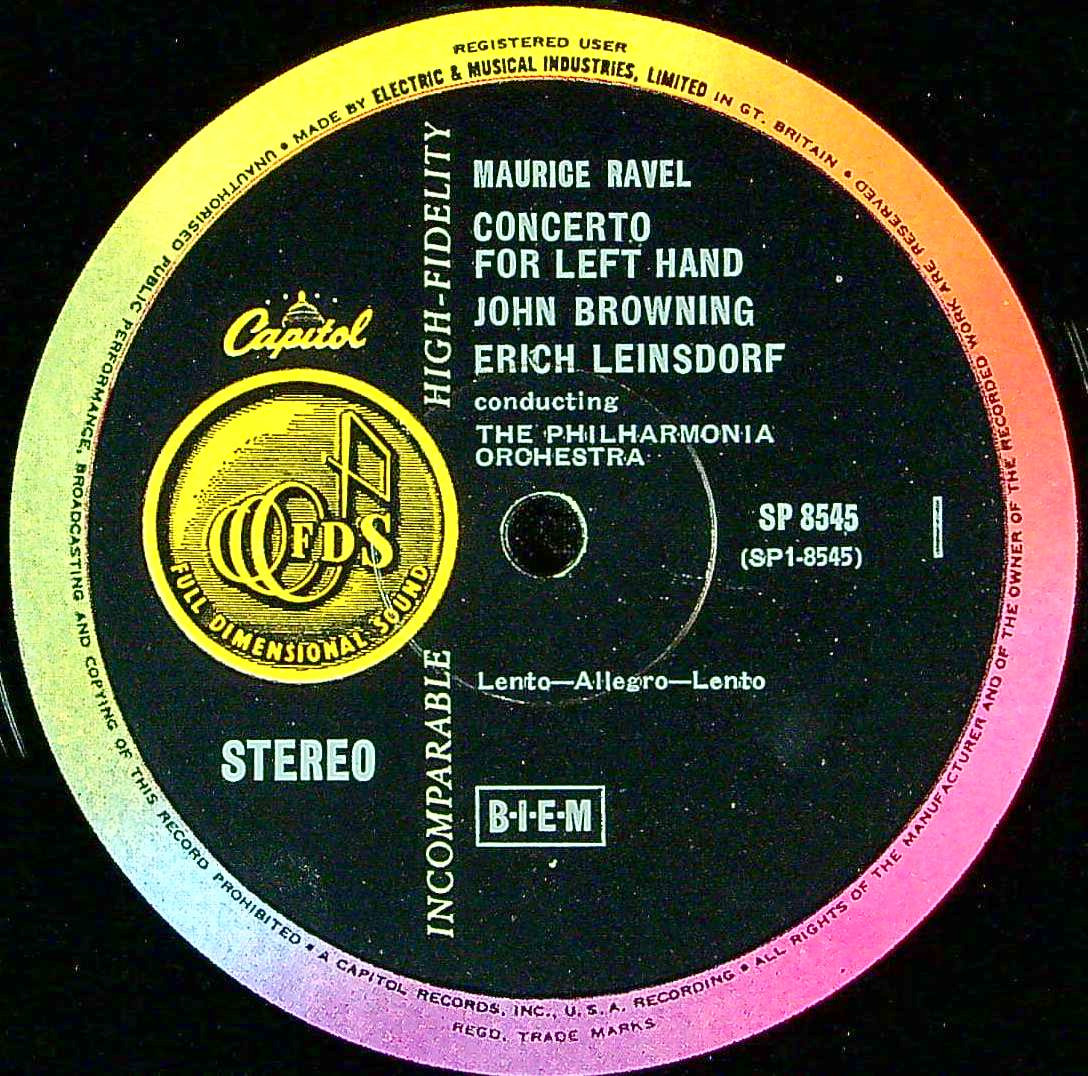 REGISTERED USER
UNAUTHORISED PUBLIC PERFORMANCE, BROADCASTING AND COPYING OF THIS RECORD PROHIBITED • A CAPITOL RECORDS, INC., U.S.A. RECORDING • ALL RIGHTS OF THE MANUFACTURER AND OF THE OWNER OF THE RECORDED WORK ARE RESERVED •
MADE BY ELECTRIC & MUSICAL INDUSTRIES, LIMITED IN GT. BRITAIN •
REGD. TRADE MARKS
INCOMPARABLE HIGH-FIDELITY
MAURICE RAVEL
CONCERTO
FOR LEFT HAND
JOHN BROWNING
ERICH LEINSDORF
conducting
THE PHILHARMONIA
ORCHESTRA
Capitol
FDS
FULL DIMENSIONAL SOUND
SP 8545
(SP1-8545)
1
Lento—Allegro—Lento
STEREO
B·I·E·M